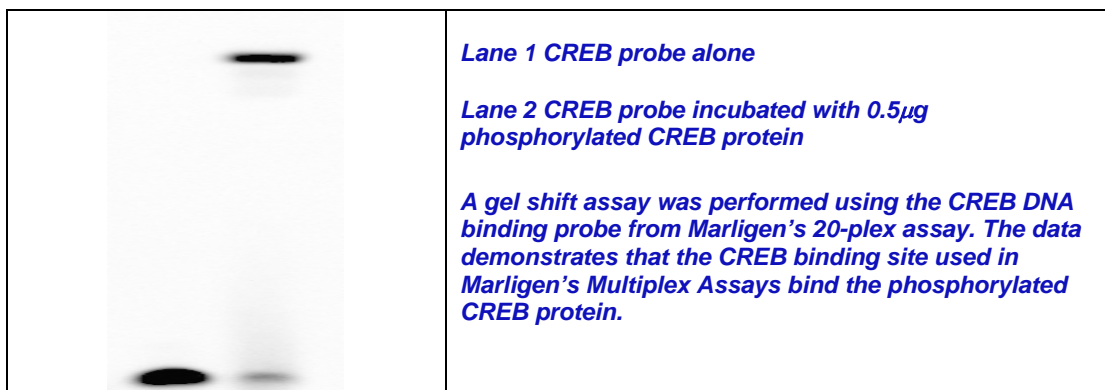 Lane 1 CREB probe alone
Lane 2 CREB probe incubated with 0.5μg
phosphorylated CREB protein
A gel shift assay was performed using the CREB DNA
binding probe from Marligen's 20-plex assay. The data
demonstrates that the CREB binding site used in
Marligen's Multiplex Assays bind the phosphorylated
CREB protein.